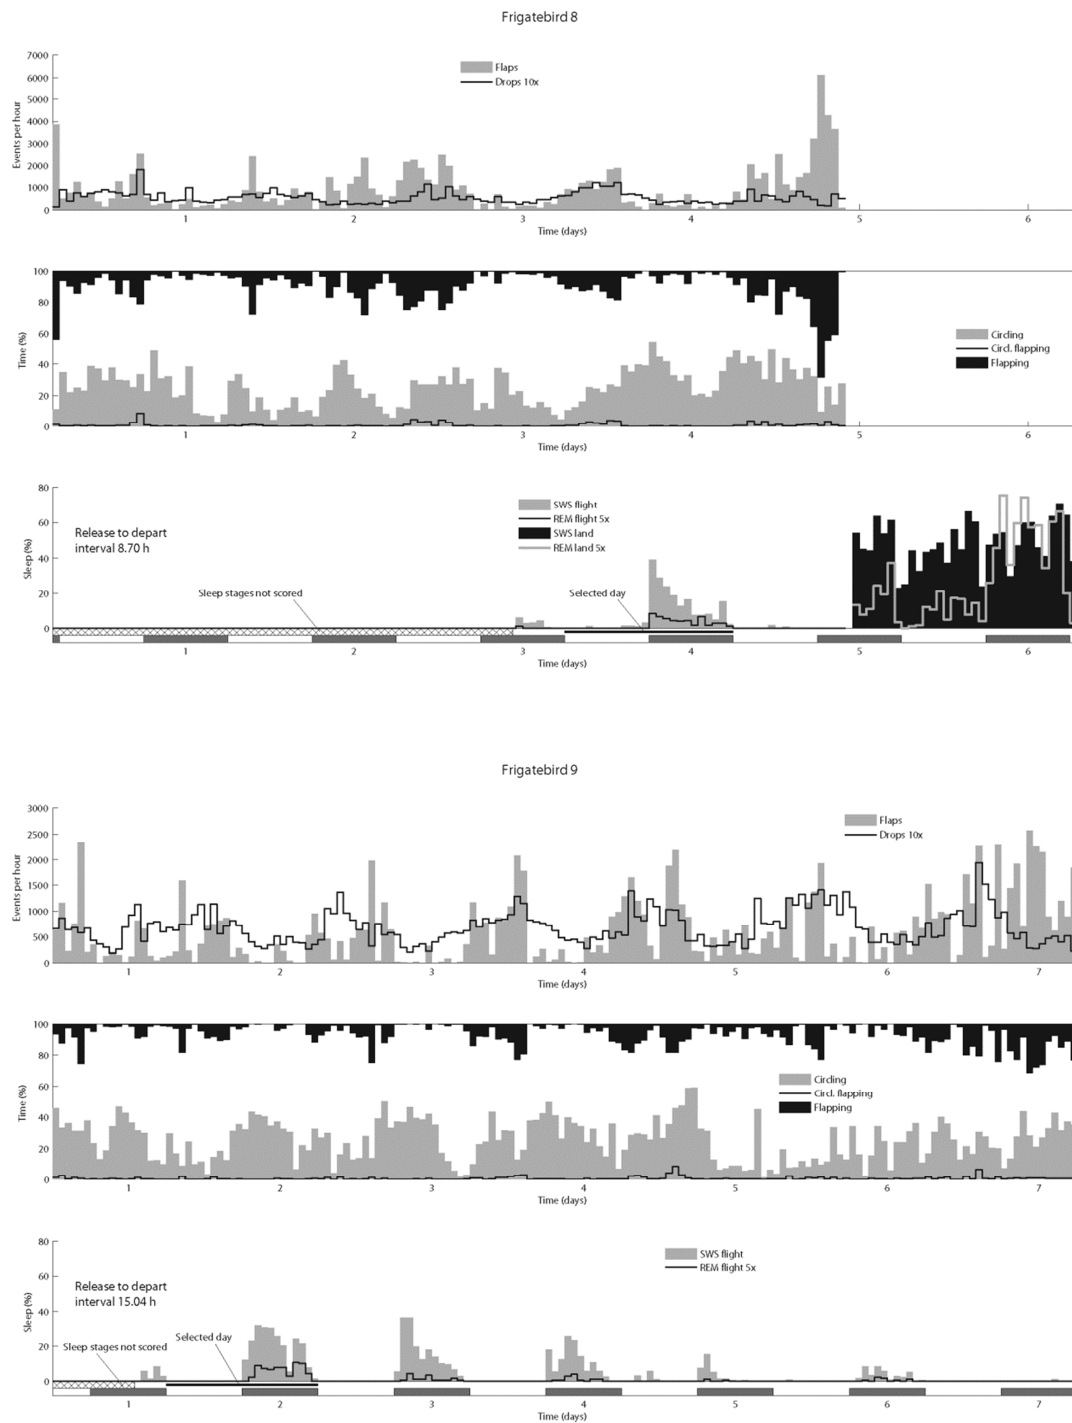 Frigatebird 8
7000
6000
5000
4000
3000
2000
1000
0
Events per hour
Flaps
Drops 10x
1 2 3 4 5 6
Time (days)
100
80
60
40
20
0
Time (%)
Circling
Circl. flapping
Flapping
1 2 3 4 5 6
Time (days)
80
60
40
20
0
Sleep (%)
Release to depart
interval 8.70 h
SWS flight
REM flight 5x
SWS land
REM land 5x
Sleep stages not scored
Selected day
1 2 3 4 5 6
Time (days)
Frigatebird 9
3000
2500
2000
1500
1000
500
0
Events per hour
Flaps
Drops 10x
1 2 3 4 5 6 7
Time (days)
100
80
60
40
20
0
Time (%)
Circling
Circl. flapping
Flapping
1 2 3 4 5 6 7
Time (days)
80
60
40
20
0
Sleep (%)
SWS flight
REM flight 5x
Release to depart
interval 15.04 h
Selected day
Sleep stages not scored
1 2 3 4 5 6 7
Time (days)